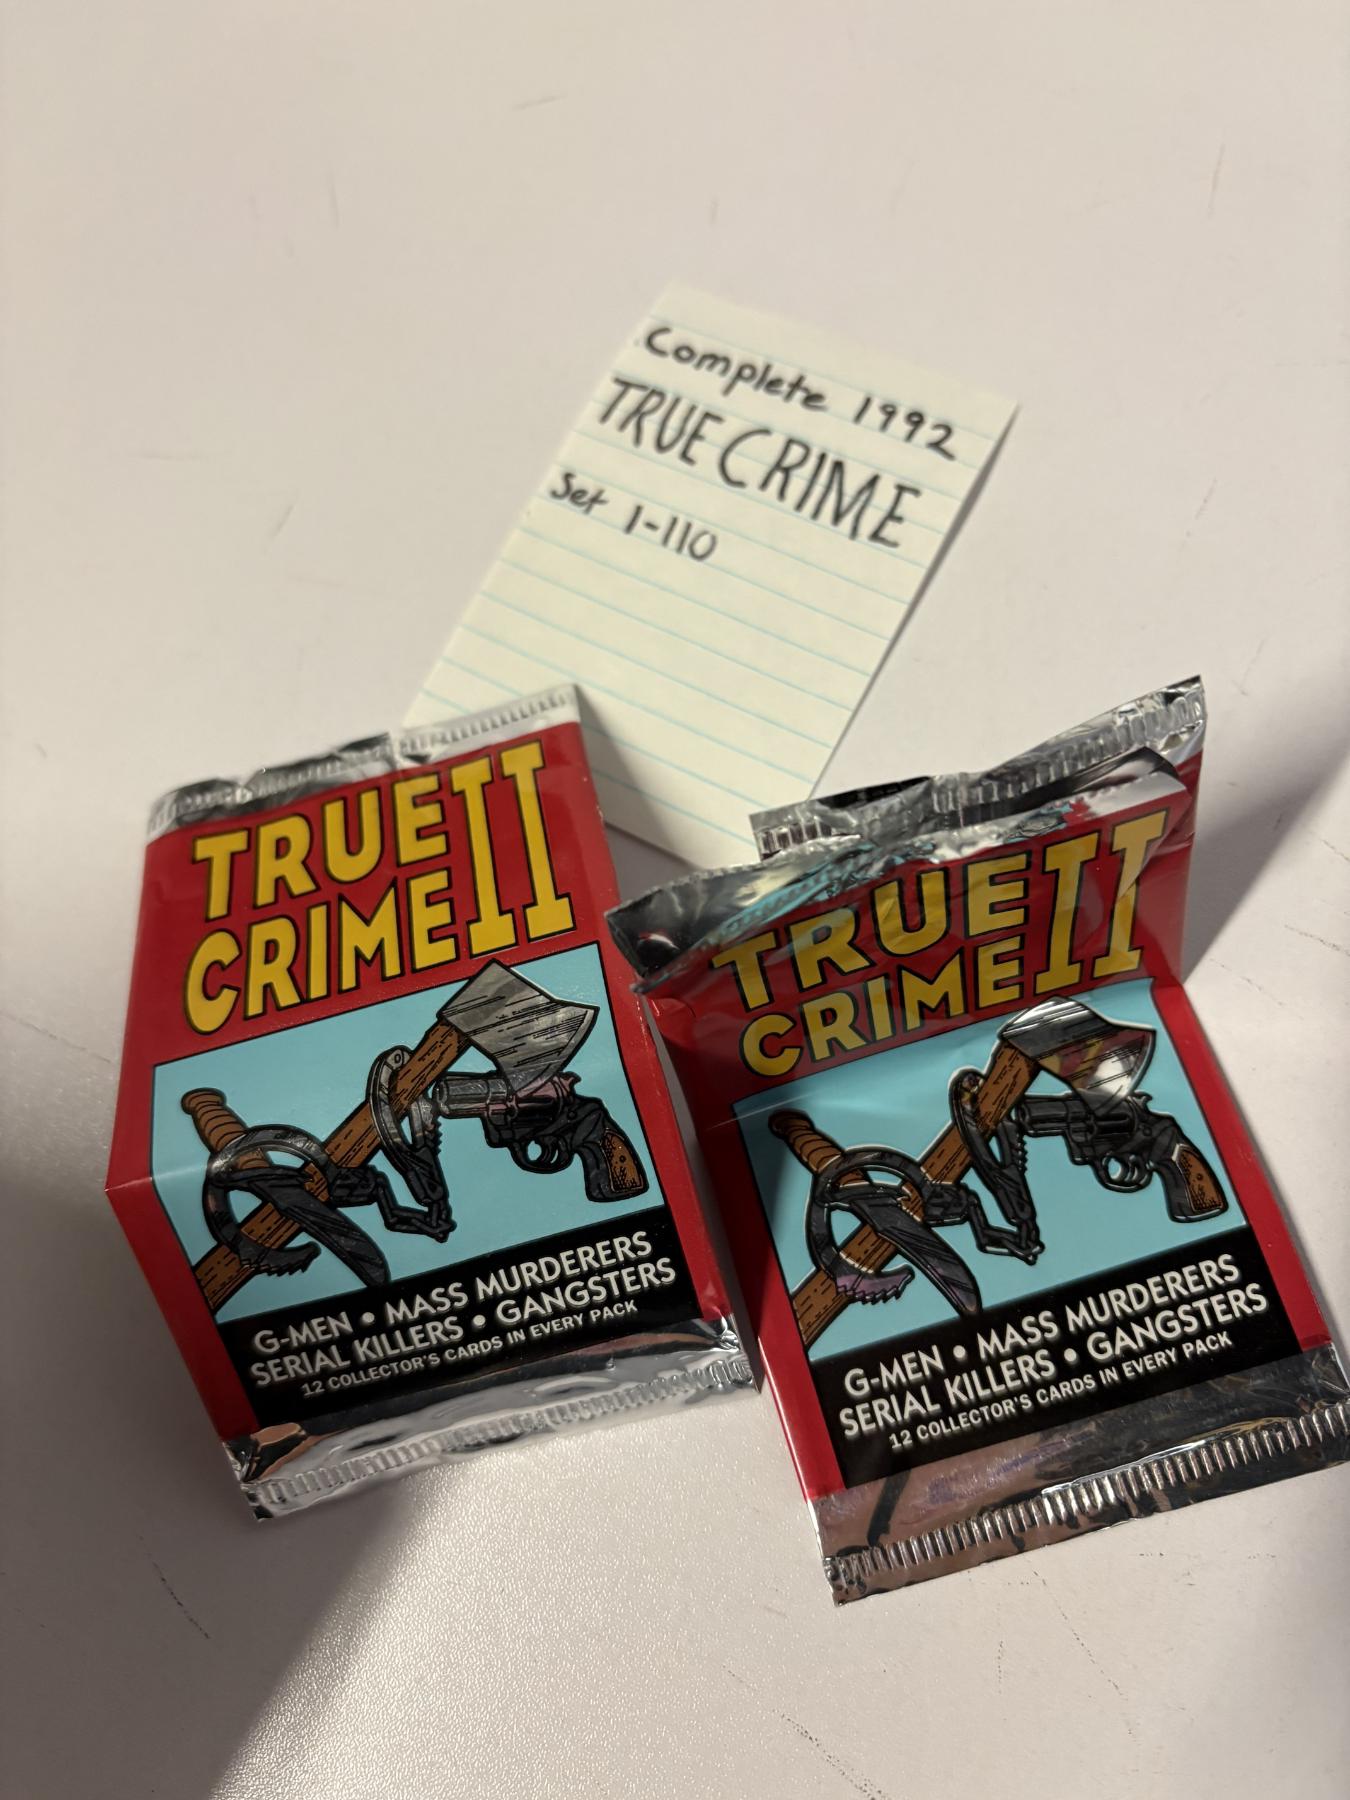 Complete 1992
TRUE CRIME
Set 1-110
TRUE
CRIME II
G-MEN • MASS MURDERERS
SERIAL KILLERS • GANGSTERS
12 COLLECTOR'S CARDS IN EVERY PACK
TRUE
CRIME II
G-MEN • MASS MURDERERS
SERIAL KILLERS • GANGSTERS
12 COLLECTOR'S CARDS IN EVERY PACK